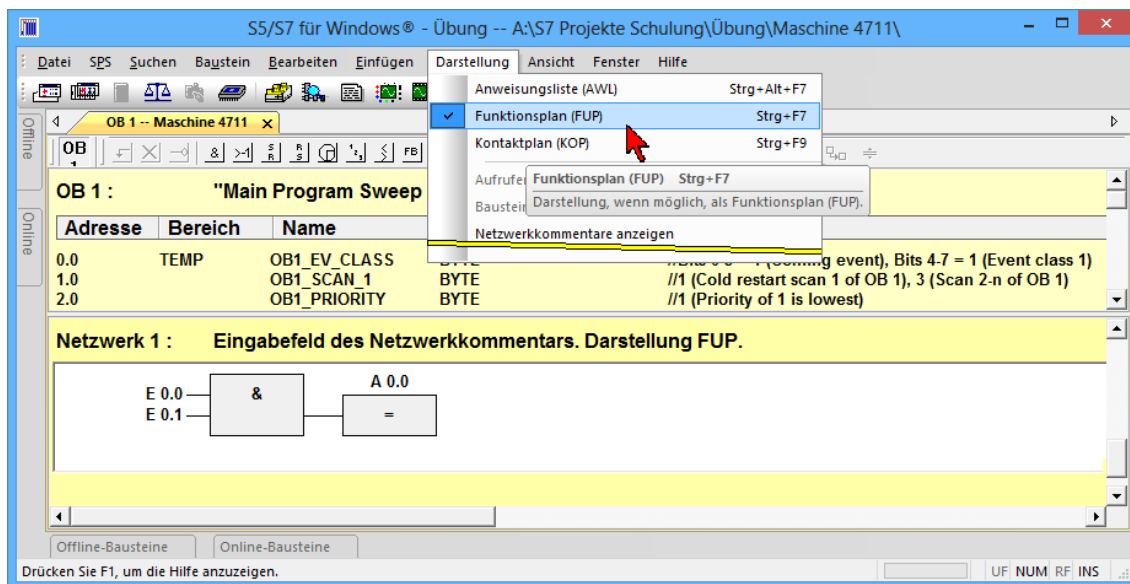 S5/S7 für Windows® - Übung -- A:\S7 Projekte Schulung\Übung\Maschine 4711\
Datei SPS Suchen Baustein Bearbeiten Einfügen Darstellung Ansicht Fenster Hilfe
Anweisungsliste (AWL) Strg+Alt+F7
Funktionsplan (FUP) Strg+F7
Kontaktplan (KOP) Strg+F9
Funktionsplan (FUP) Strg+F7
Darstellung, wenn möglich, als Funktionsplan (FUP).
Netzwerkkommentare anzeigen
Offline
Online
OB 1 -- Maschine 4711
OB
& >-1 FB
OB 1 : "Main Program Sweep
Adresse Bereich Name
0.0 TEMP OB1_EV_CLASS event), Bits 4-7 = 1 (Event class 1)
1.0 OB1_SCAN_1 BYTE //1 (Cold restart scan 1 of OB 1), 3 (Scan 2-n of OB 1)
2.0 OB1_PRIORITY BYTE //1 (Priority of 1 is lowest)
Netzwerk 1 : Eingabefeld des Netzwerkkommentars. Darstellung FUP.
A 0.0
E 0.0 &
E 0.1 =
Offline-Bausteine Online-Bausteine
Drücken Sie F1, um die Hilfe anzuzeigen. UF NUM RF INS